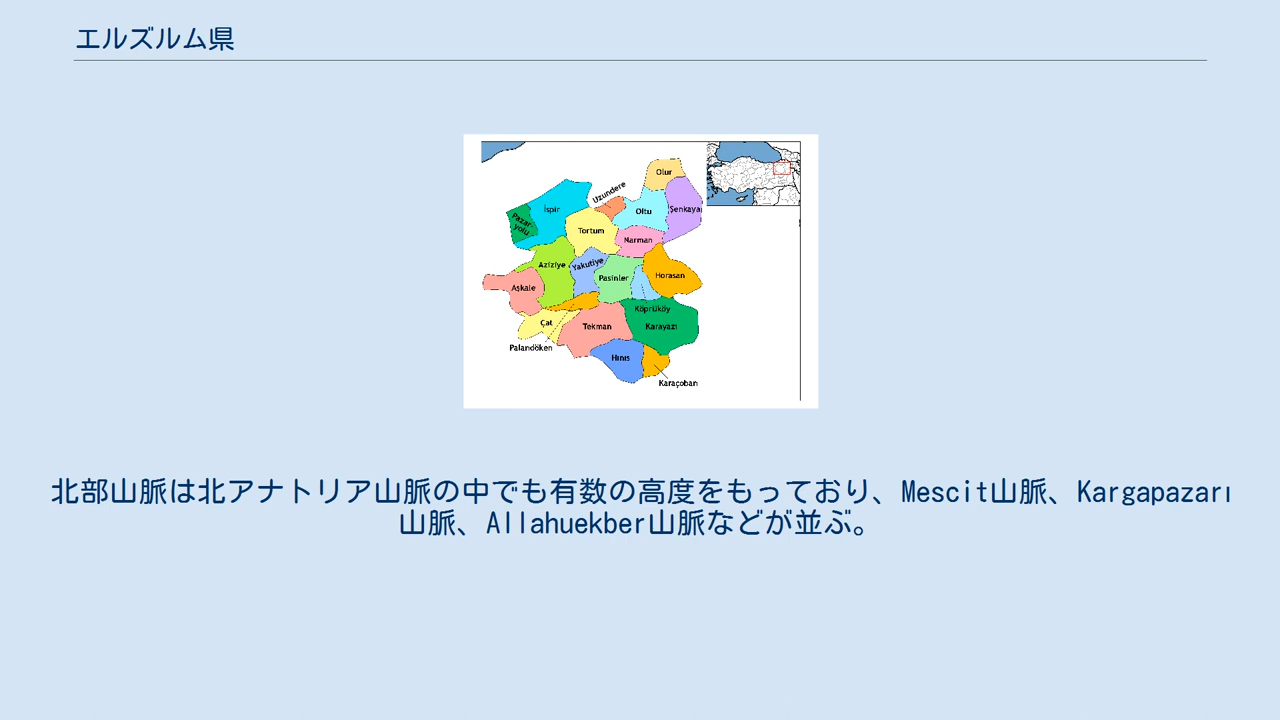 エルズルム県
Olur
Uzundere
İspir
Oltu
Şenkaya
Pazar-
yolu
Tortum
Narman
Aziziye
Yakutiye
Pasinler
Horasan
Aşkale
Köprüköy
Çat
Tekman
Karayazı
Palandöken
Hınıs
Karaçoban
北部山脈は北アナトリア山脈の中でも有数の高度をもっており、Mescit山脈、Kargapazarı
山脈、Allahuekber山脈などが並ぶ。